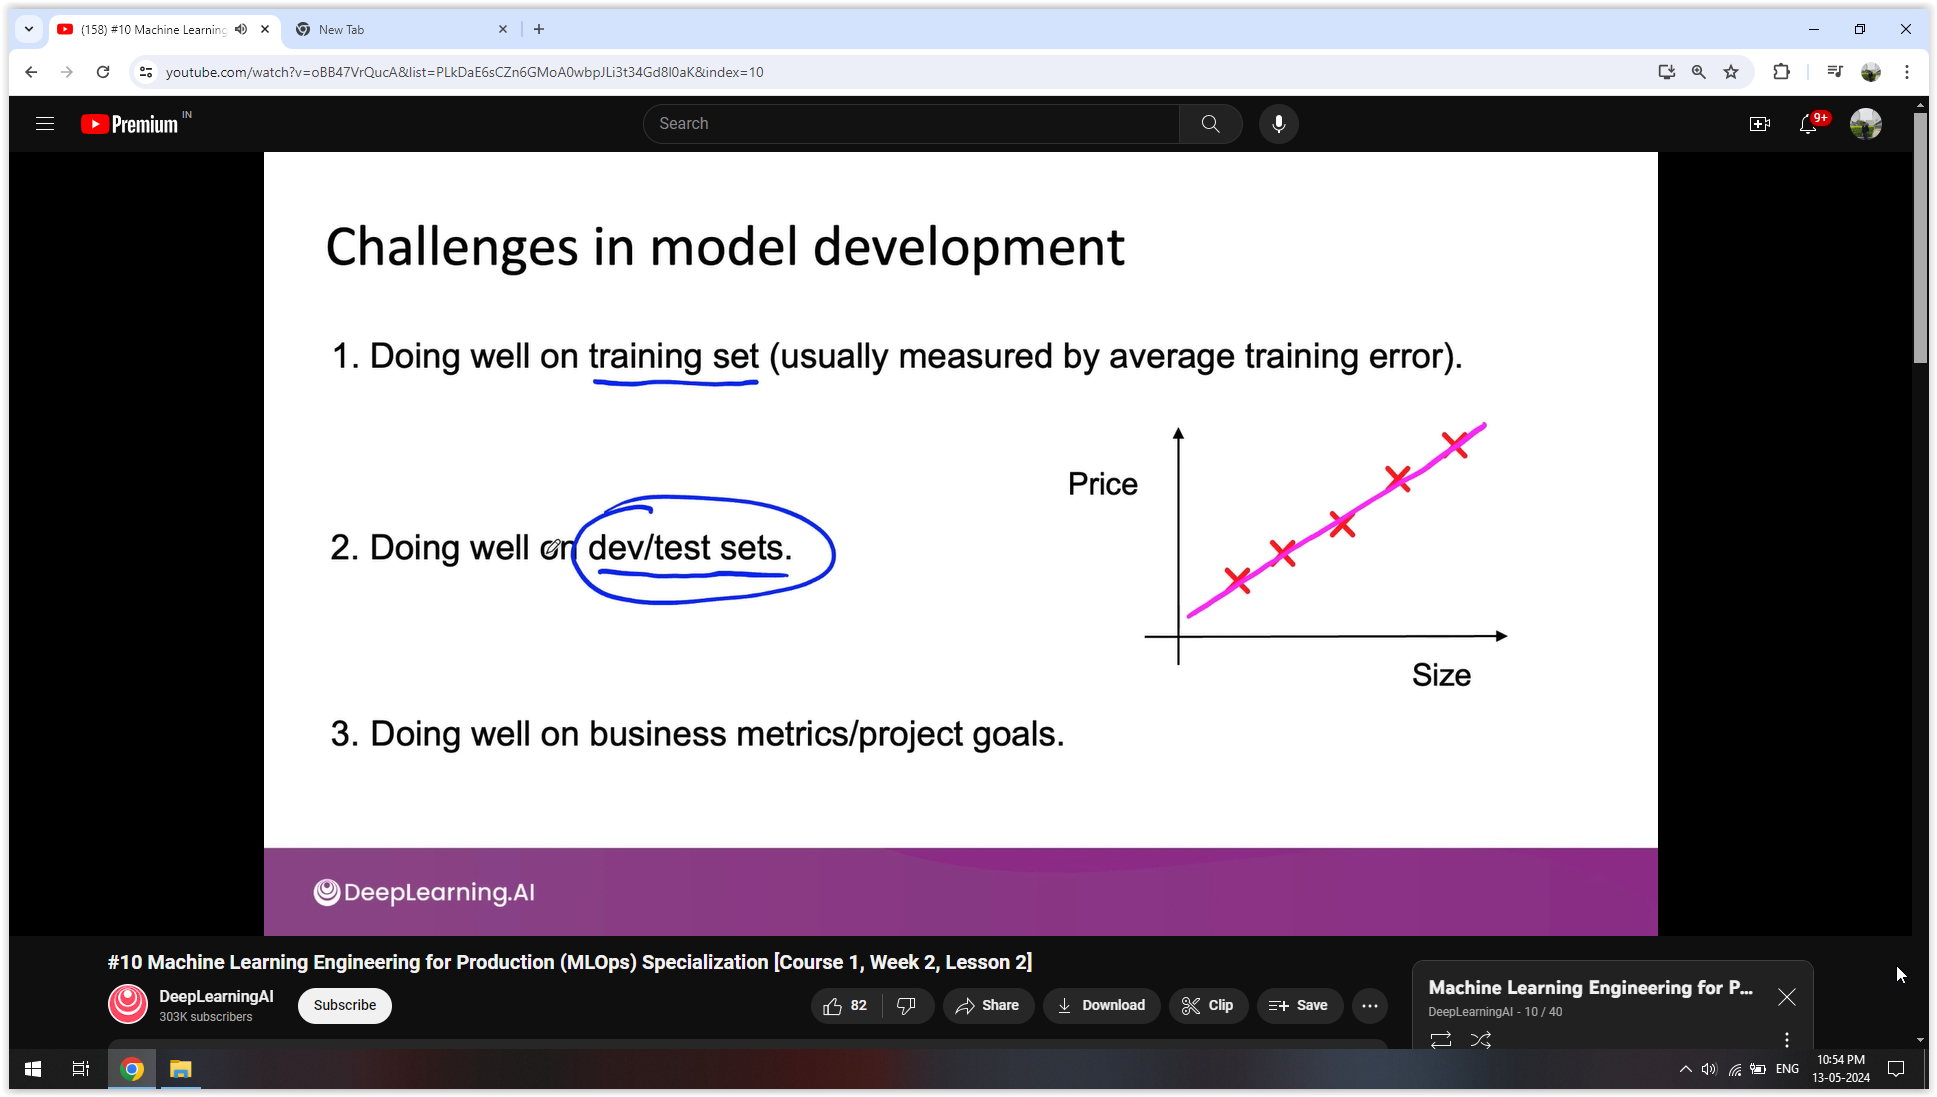 (158) #10 Machine Learning
New Tab
youtube.com/watch?v=oBB47VrQucA&list=PLkDaE6sCZn6GMoA0wbpJLi3t34Gd8l0aK&index=10
Premium IN
Search
9+
Challenges in model development
1. Doing well on training set (usually measured by average training error).
Price
2. Doing well on dev/test sets.
Size
3. Doing well on business metrics/project goals.
DeepLearning.AI
#10 Machine Learning Engineering for Production (MLOps) Specialization [Course 1, Week 2, Lesson 2]
DeepLearningAI
303K subscribers
Subscribe
82
Share
Download
Clip
Save
Machine Learning Engineering for P...
DeepLearningAI - 10 / 40
ENG
10:54 PM
13-05-2024